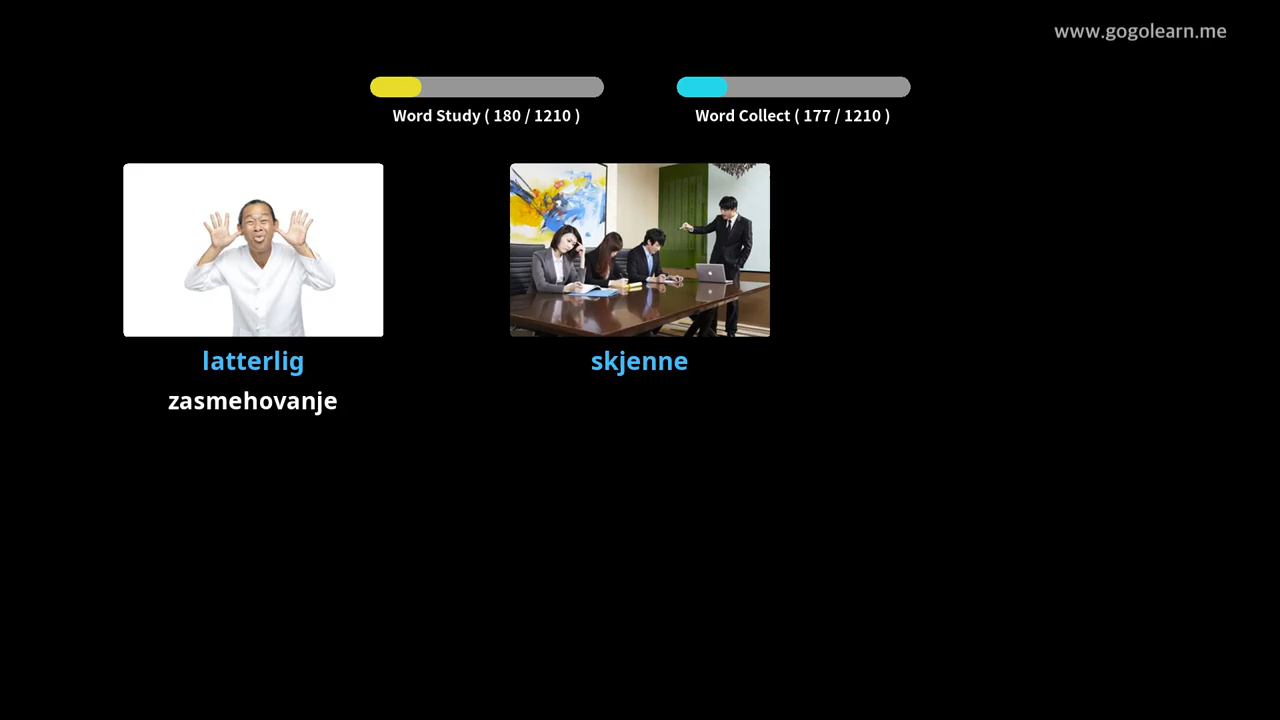 www.gogolearn.me
Word Study ( 180 / 1210 )
Word Collect ( 177 / 1210 )
latterlig
skjenne
zasmehovanje